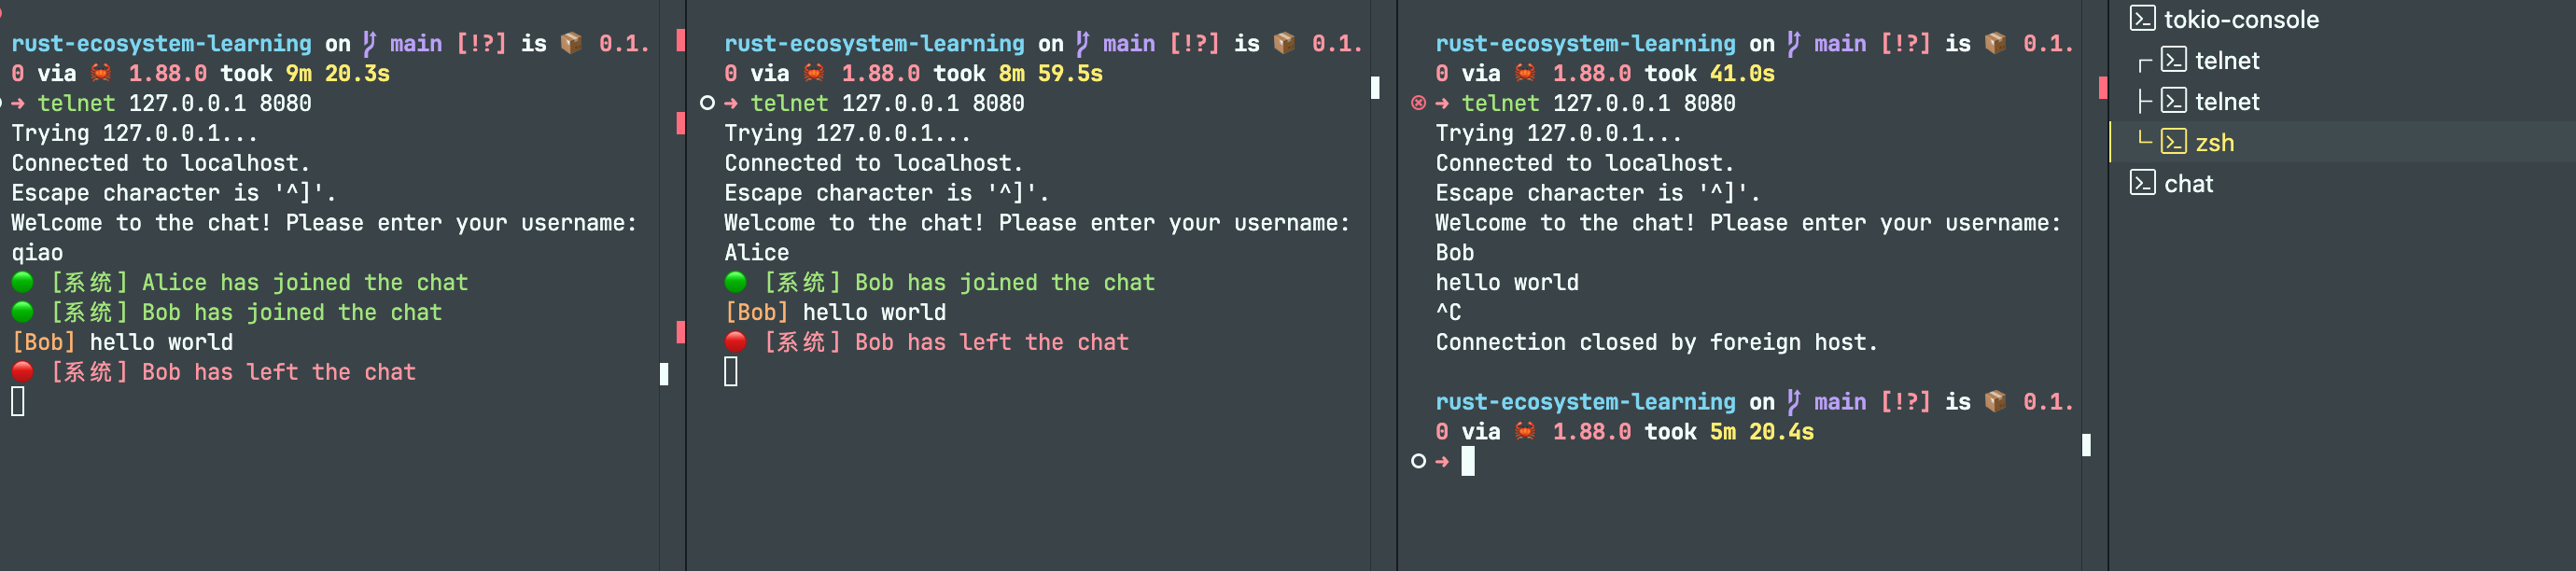 rust-ecosystem-learning on main [!?] is 📦 0.1.
0 via 🦀 1.88.0 took 9m 20.3s
➜ telnet 127.0.0.1 8080
Trying 127.0.0.1...
Connected to localhost.
Escape character is '^]'.
Welcome to the chat! Please enter your username:
qiao
🟢 [系统] Alice has joined the chat
🟢 [系统] Bob has joined the chat
[Bob] hello world
🔴 [系统] Bob has left the chat
rust-ecosystem-learning on main [!?] is 📦 0.1.
0 via 🦀 1.88.0 took 8m 59.5s
➜ telnet 127.0.0.1 8080
Trying 127.0.0.1...
Connected to localhost.
Escape character is '^]'.
Welcome to the chat! Please enter your username:
Alice
🟢 [系统] Bob has joined the chat
[Bob] hello world
🔴 [系统] Bob has left the chat
rust-ecosystem-learning on main [!?] is 📦 0.1.
0 via 🦀 1.88.0 took 41.0s
➜ telnet 127.0.0.1 8080
Trying 127.0.0.1...
Connected to localhost.
Escape character is '^]'.
Welcome to the chat! Please enter your username:
Bob
hello world
^C
Connection closed by foreign host.
rust-ecosystem-learning on main [!?] is 📦 0.1.
0 via 🦀 1.88.0 took 5m 20.4s
➜
tokio-console
telnet
telnet
zsh
chat